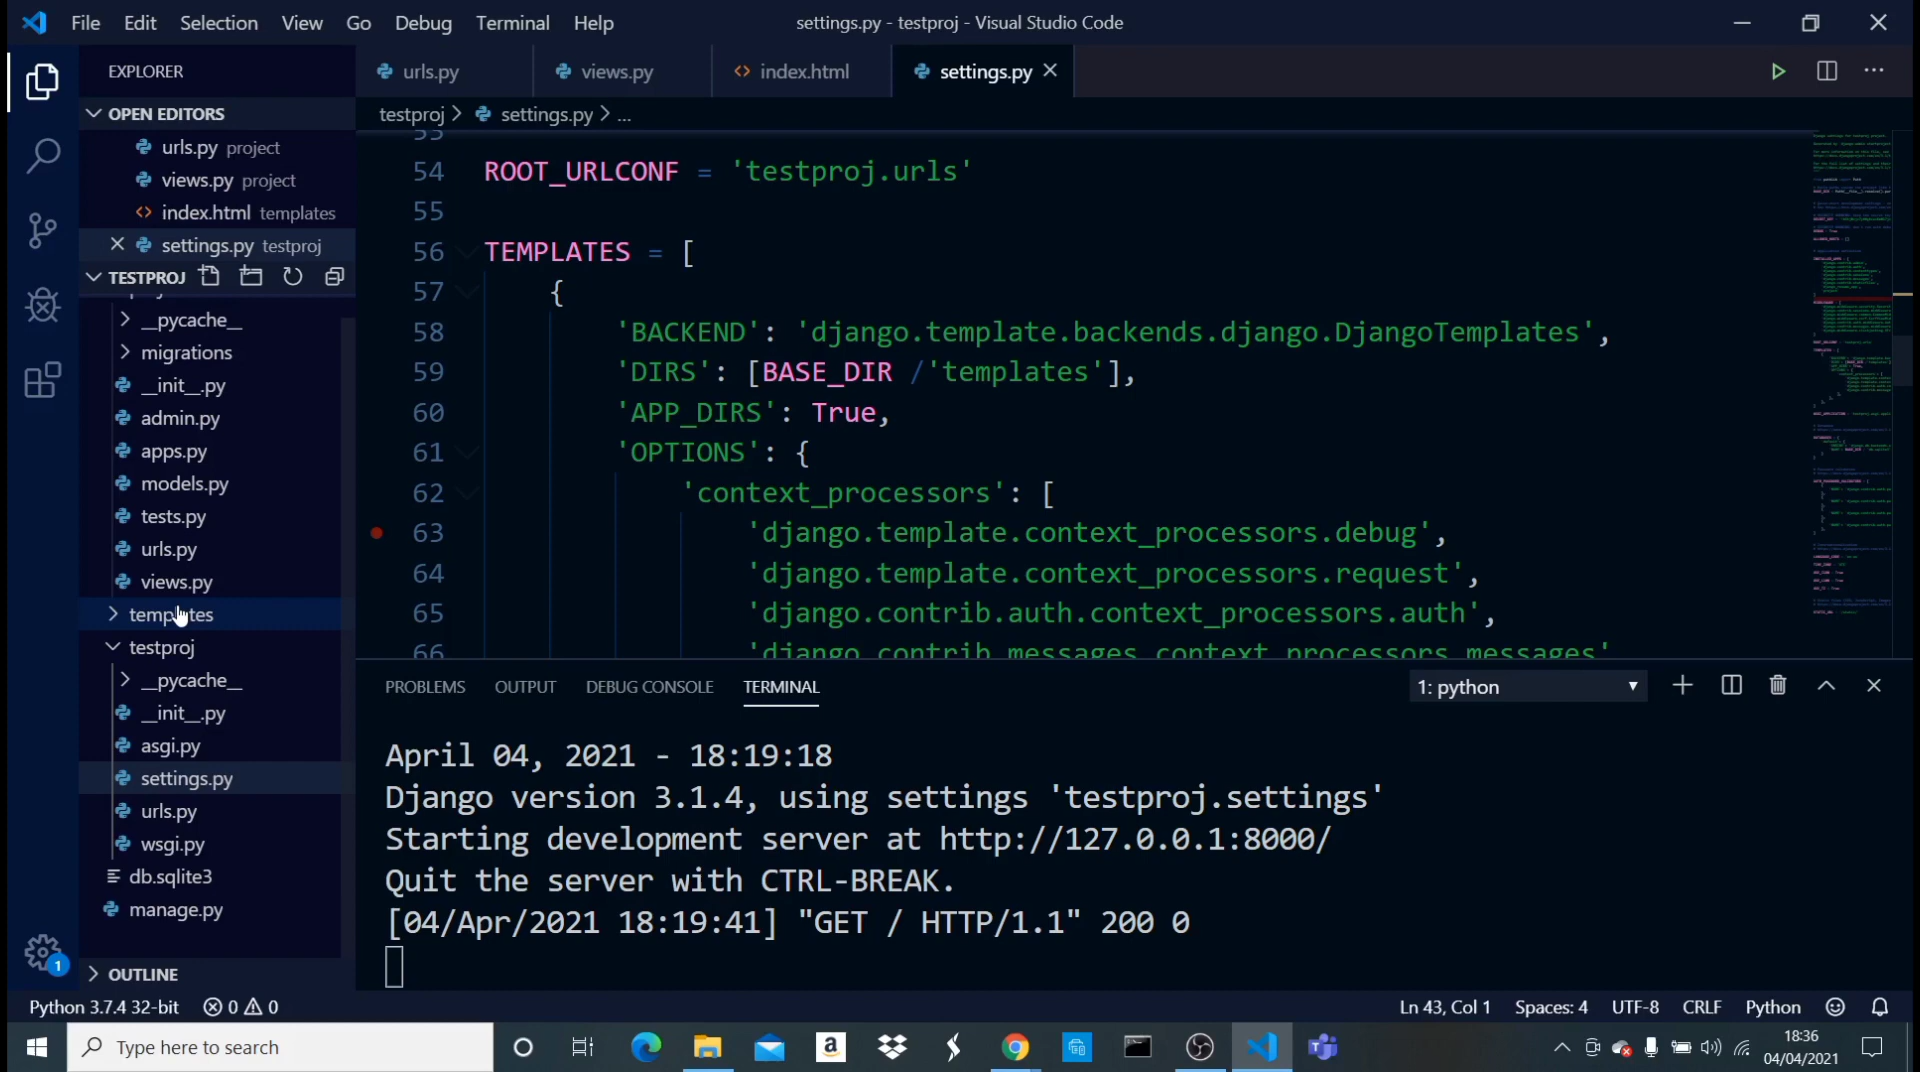 File Edit Selection View Go Debug Terminal Help
settings.py - testproj - Visual Studio Code
EXPLORER
OPEN EDITORS
urls.py project
views.py project
index.html templates
settings.py testproj
TESTPROJ
__pycache__
migrations
__init__.py
admin.py
apps.py
models.py
tests.py
urls.py
views.py
templates
testproj
__pycache__
__init__.py
asgi.py
settings.py
urls.py
wsgi.py
db.sqlite3
manage.py
OUTLINE
urls.py views.py index.html settings.py
testproj > settings.py > ...
53
54 ROOT_URLCONF = 'testproj.urls'
55
56 TEMPLATES = [
57 {
58 'BACKEND': 'django.template.backends.django.DjangoTemplates',
59 'DIRS': [BASE_DIR /'templates'],
60 'APP_DIRS': True,
61 'OPTIONS': {
62 'context_processors': [
63 'django.template.context_processors.debug',
64 'django.template.context_processors.request',
65 'django.contrib.auth.context_processors.auth',
66 'django.contrib.messages.context_processors.messages'
PROBLEMS OUTPUT DEBUG CONSOLE TERMINAL
1: python
April 04, 2021 - 18:19:18
Django version 3.1.4, using settings 'testproj.settings'
Starting development server at http://127.0.0.1:8000/
Quit the server with CTRL-BREAK.
[04/Apr/2021 18:19:41] "GET / HTTP/1.1" 200 0
1
Python 3.7.4 32-bit 0 0
Ln 43, Col 1 Spaces: 4 UTF-8 CRLF Python
Type here to search
18:36
04/04/2021